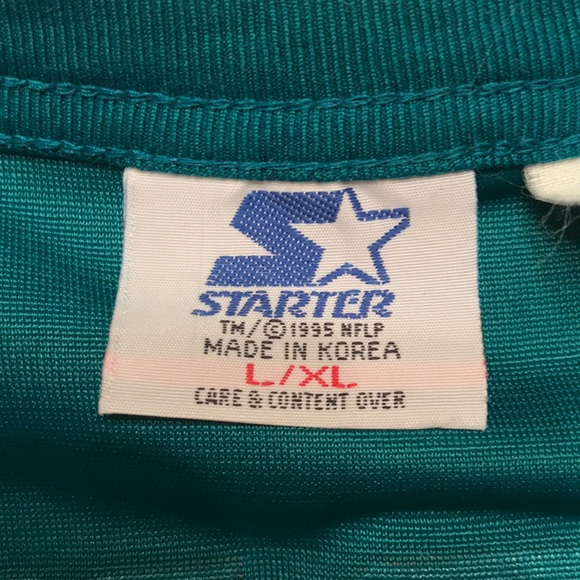 STARTER
TM/©1995 NFLP
MADE IN KOREA
L/XL
CARE & CONTENT OVER